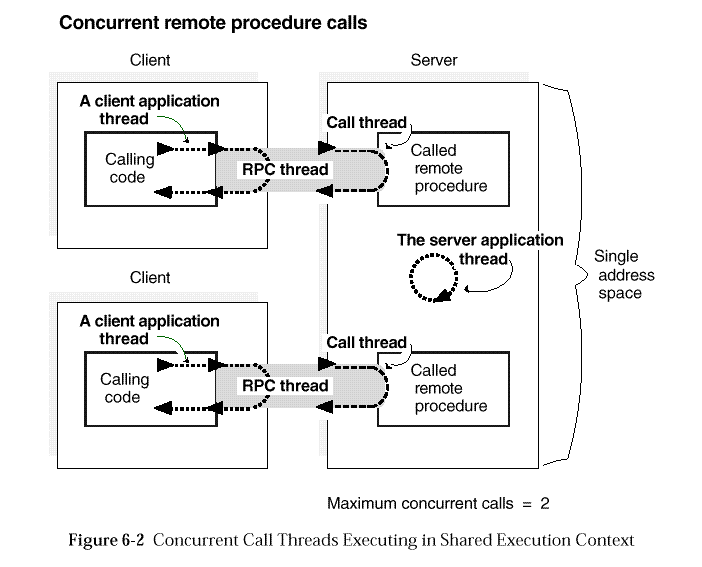 Concurrent remote procedure calls
Client
Server
A client application
thread
Calling
code
RPC thread
Call thread
Called
remote
procedure
The server application
thread
Single
address
space
Client
A client application
thread
Calling
code
RPC thread
Call thread
Called
remote
procedure
Maximum concurrent calls = 2
Figure 6-2 Concurrent Call Threads Executing in Shared Execution Context